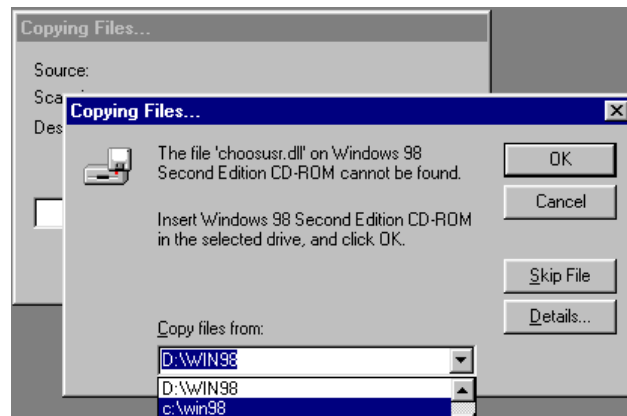 Copying Files...
Source:
Copying Files...
The file 'choosusr.dll' on Windows 98
Second Edition CD-ROM cannot be found.
OK
Cancel
Insert Windows 98 Second Edition CD-ROM
in the selected drive, and click OK.
Skip File
Details...
Copy files from:
D:\WIN98
D:\WIN98
c:\win98